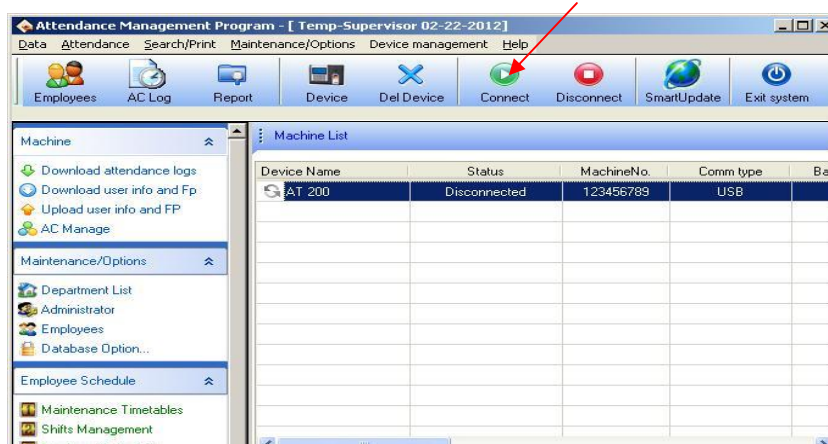 Attendance Management Program - [ Temp-Supervisor 02-22-2012]
Data Attendance Search/Print Maintenance/Options Device management Help
Employees AC Log Report Device Del Device Connect Disconnect SmartUpdate Exit system
Machine
Download attendance logs
Download user info and Fp
Upload user info and FP
AC Manage
Maintenance/Options
Department List
Administrator
Employees
Database Option...
Employee Schedule
Maintenance Timetables
Shifts Management
Machine List
Device Name Status MachineNo. Comm type Ba
AT 200 Disconnected 123456789 USB